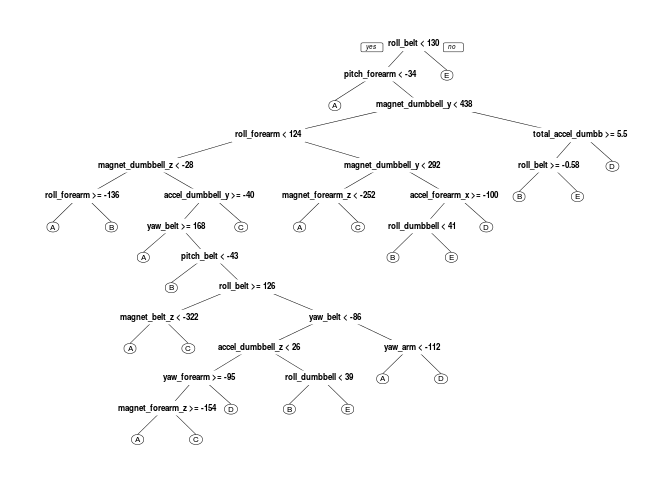 yes roll_belt < 130 no
pitch_forearm < -34 E
A magnet_dumbbell_y < 438
roll_forearm < 124 total_accel_dumbb >= 5.5
magnet_dumbbell_z < -28 magnet_dumbbell_y < 292 roll_belt >= -0.58 D
roll_forearm >= -136 accel_dumbbell_y >= -40 magnet_forearm_z < -252 accel_forearm_x >= -100 B E
A B yaw_belt >= 168 C A C roll_dumbbell < 41 D
A pitch_belt < -43 B E
B roll_belt >= 126
magnet_belt_z < -322 yaw_belt < -86
A C accel_dumbbell_z < 26 yaw_arm < -112
yaw_forearm >= -95 roll_dumbbell < 39 A D
magnet_forearm_z >= -154 D B E
A C